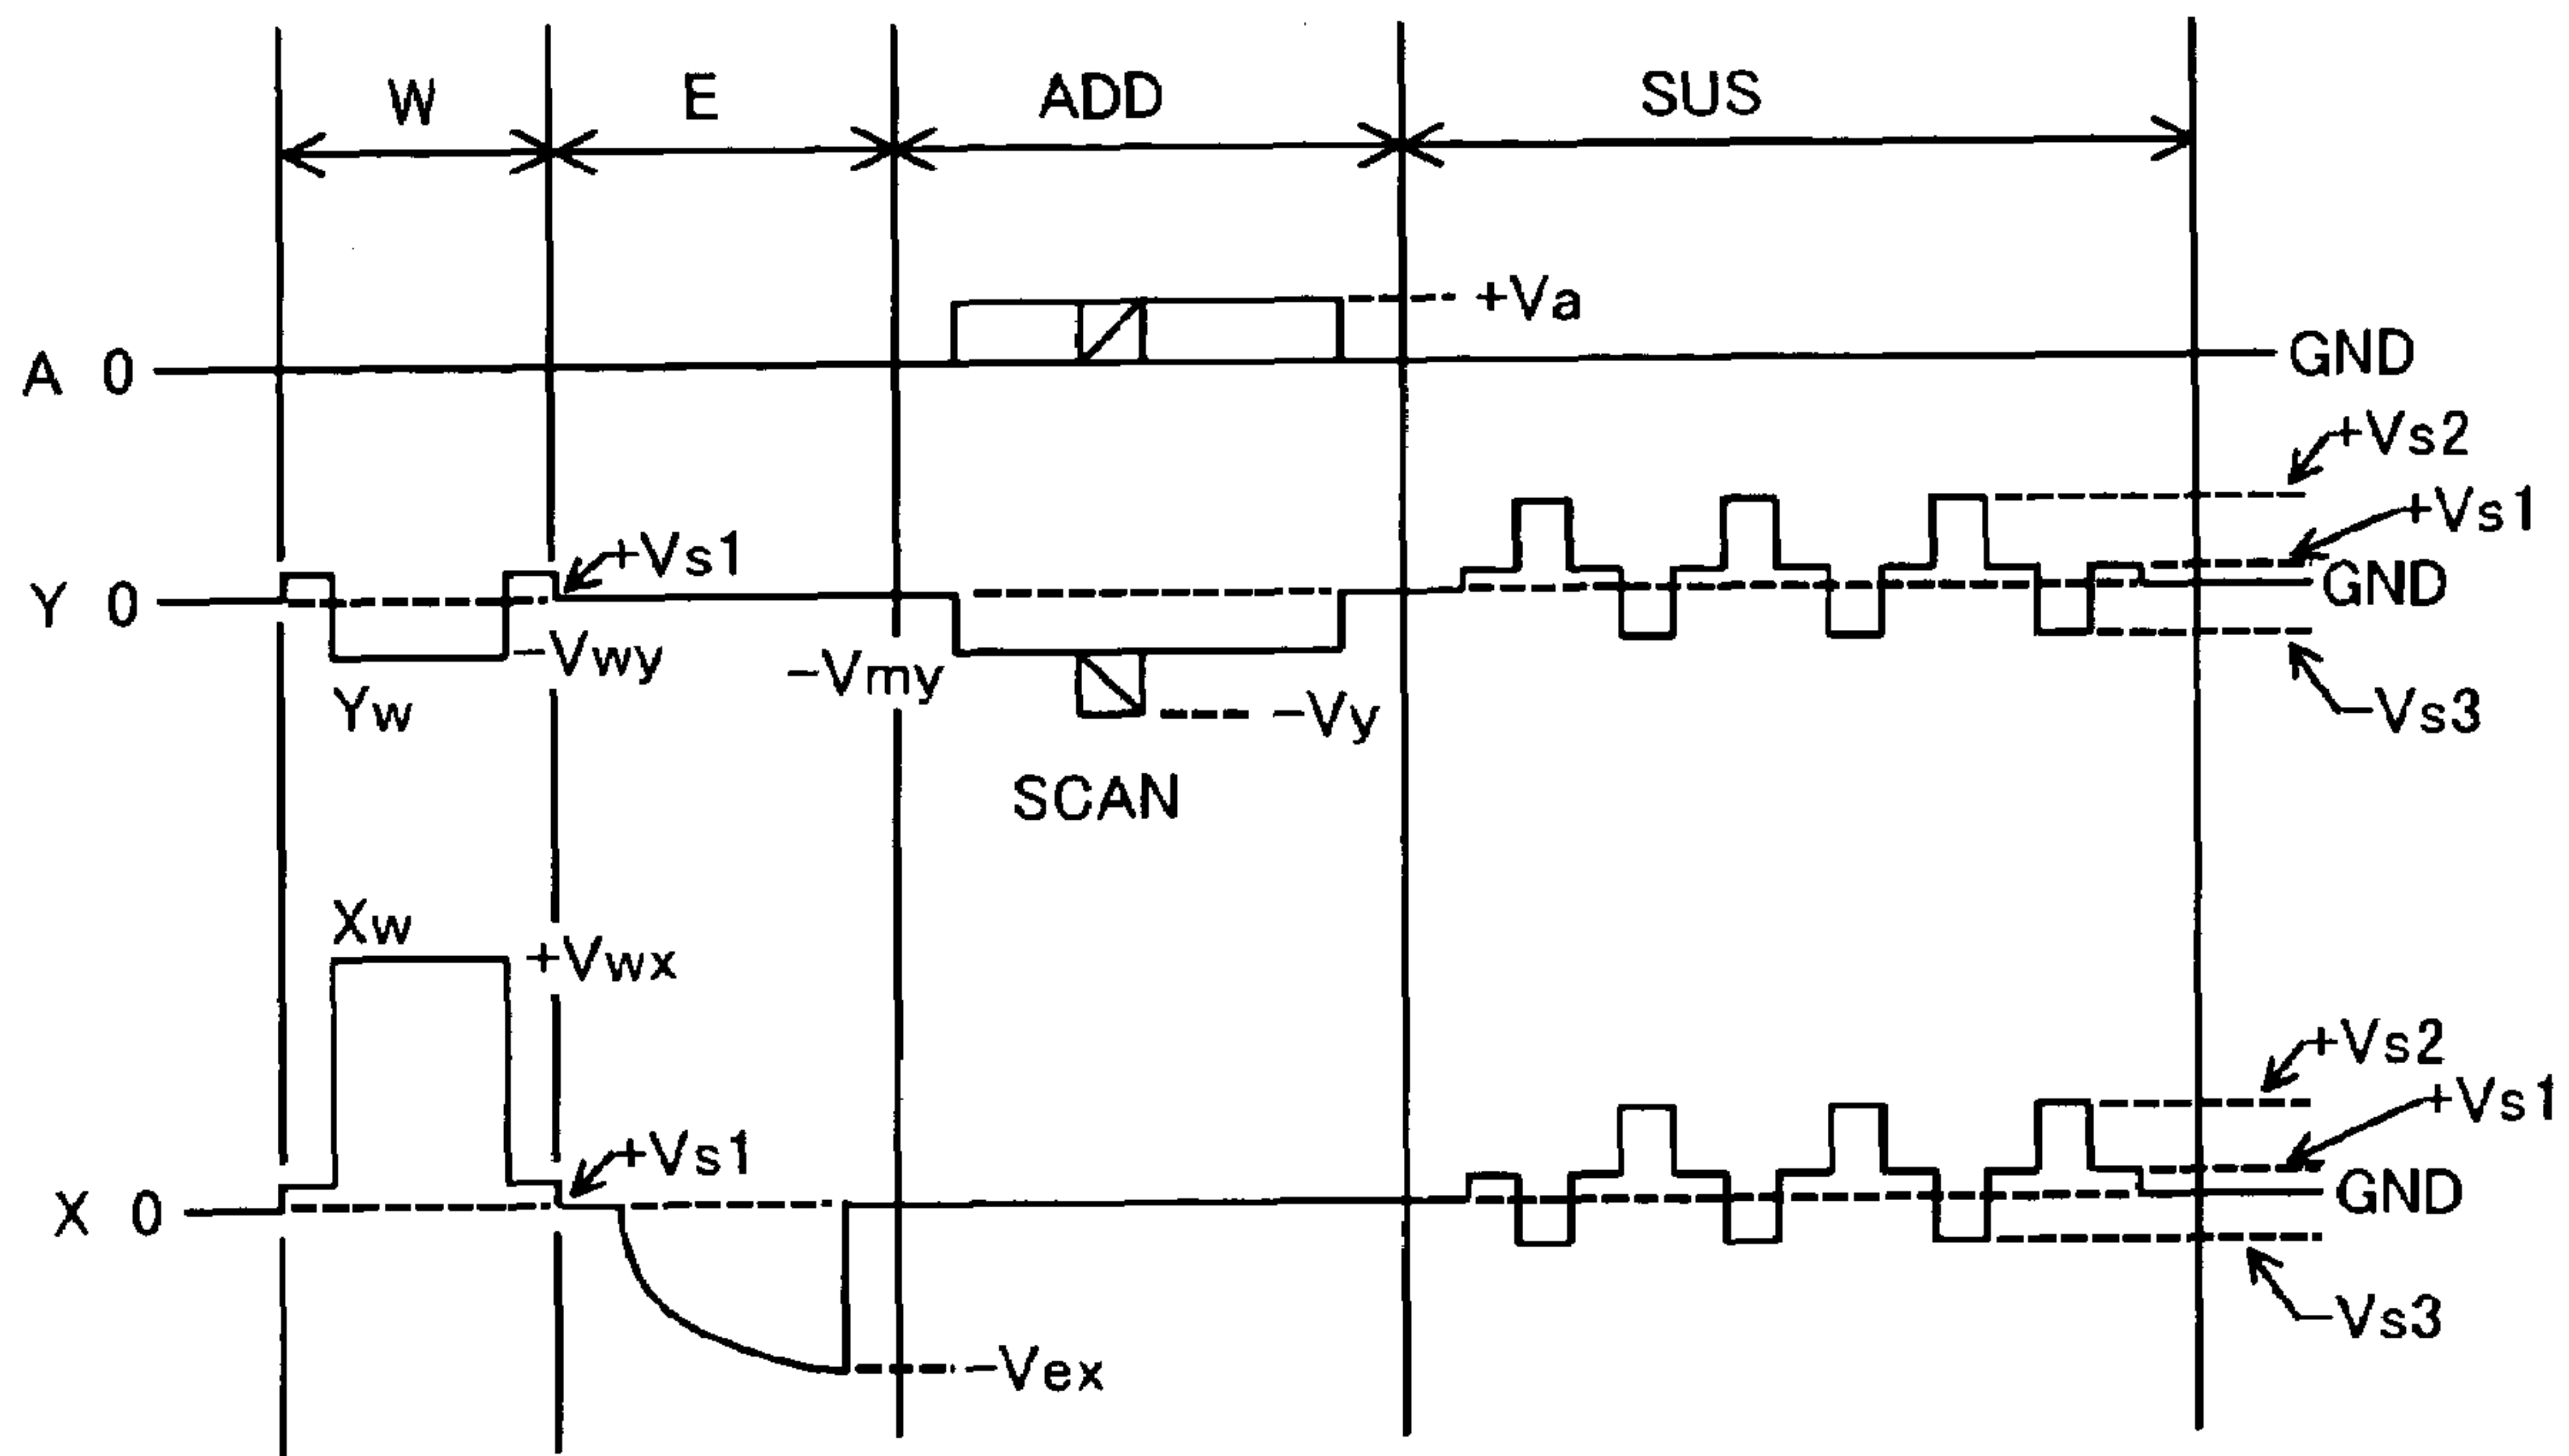 W E ADD SUS
+Va
A 0 GND
+Vs2
+Vs1
+Vs1
Y 0 GND
-Vwy
-Vmy
Yw
-Vy
-Vs3
SCAN
Xw
+Vwx
+Vs2
+Vs1
+Vs1
X 0 GND
-Vs3
-Vex